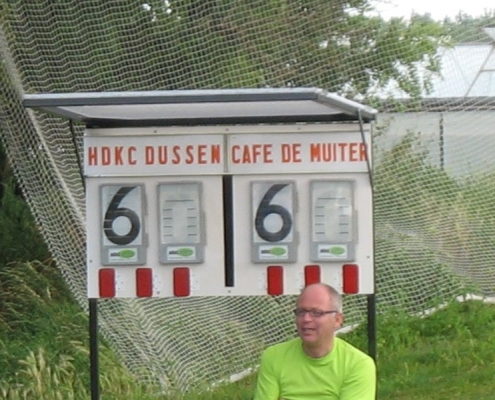 HDKC DUSSEN CAFE DE MUITER
6 6